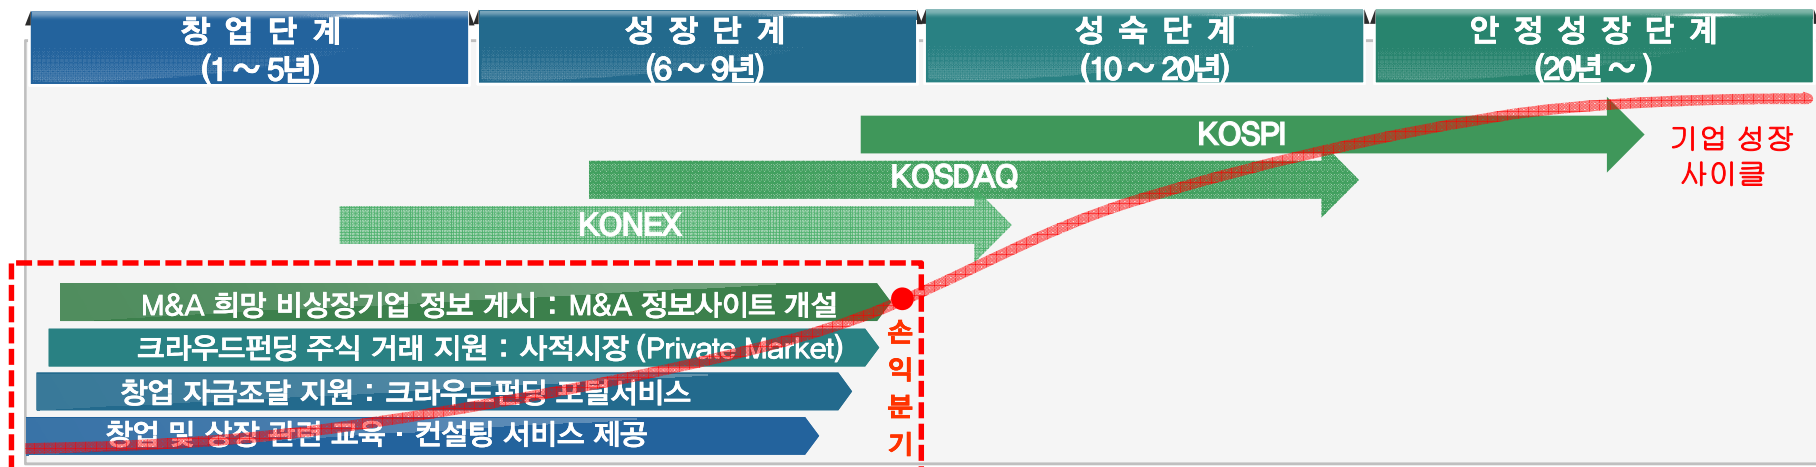 창 업 단 계
(1 ~ 5년)
성 장 단 계
(6 ~ 9년)
성 숙 단 계
(10 ~ 20년)
안 정 성 장 단 계
(20년 ~ )
KOSPI
기업 성장
사이클
KOSDAQ
KONEX
M&A 희망 비상장기업 정보 게시 : M&A 정보사이트 개설
크라우드펀딩 주식 거래 지원 : 사적시장 (Private Market)
창업 자금조달 지원 : 크라우드펀딩 포털서비스
창업 및 상장 관련 교육 · 컨설팅 서비스 제공
손
익
분
기